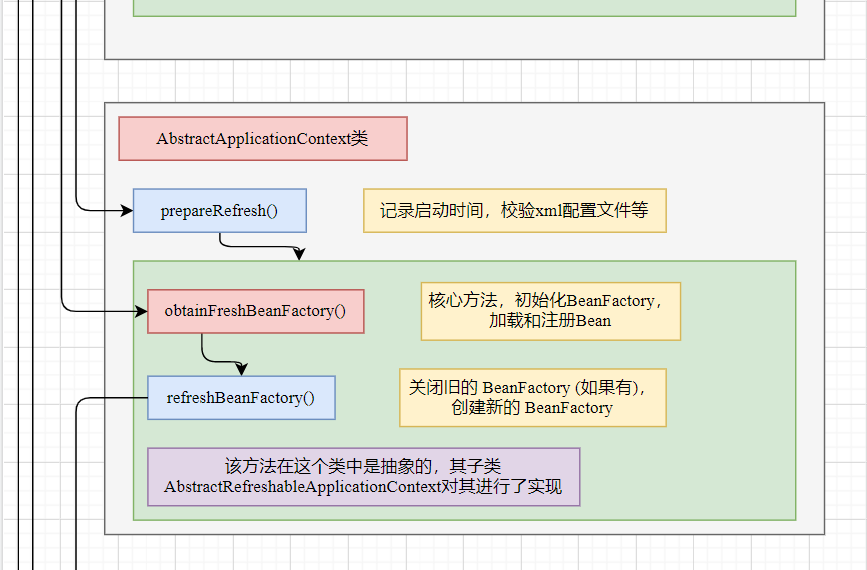 AbstractApplicationContext类
prepareRefresh()
记录启动时间，校验xml配置文件等
obtainFreshBeanFactory()
核心方法，初始化BeanFactory，
加载和注册Bean
refreshBeanFactory()
关闭旧的 BeanFactory (如果有)，
创建新的 BeanFactory
该方法在这个类中是抽象的，其子类
AbstractRefreshableApplicationContext对其进行了实现